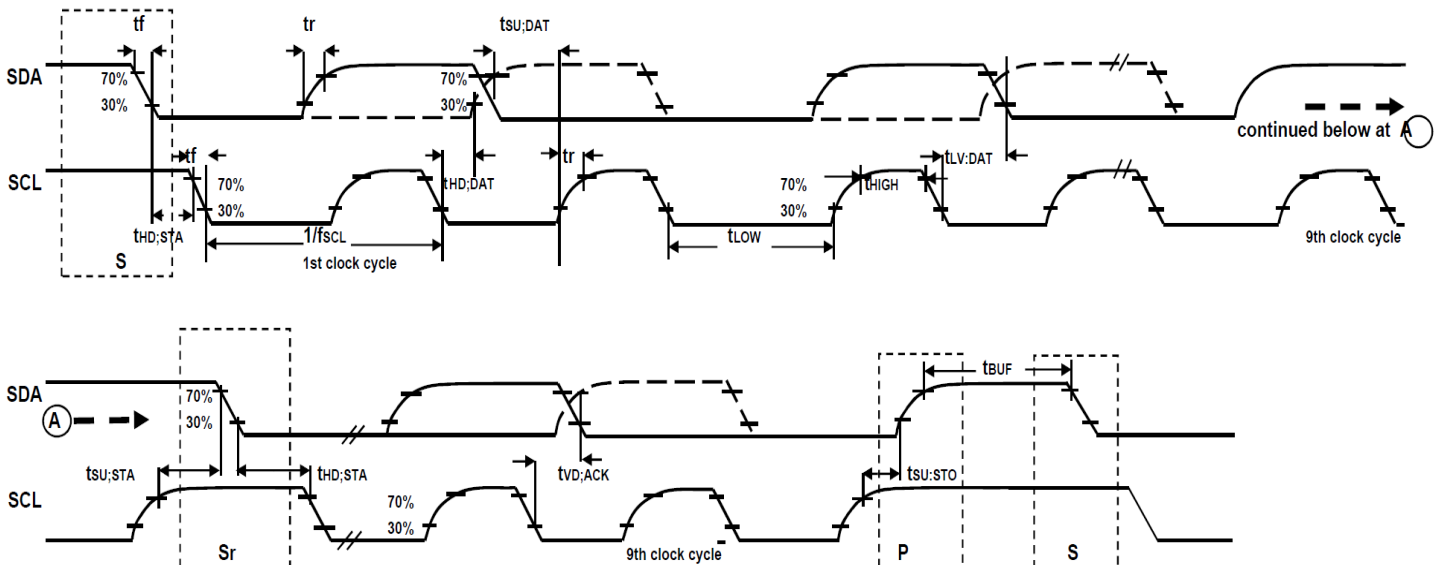 tf tr tSU;DAT
SDA 70%
30%
70%
30%
70%
30%
continued below at A
SCL tf
70%
30%
tHD;DAT
tr
70%
30%
tHIGH
tLV:DAT
tHD;STA
1/fSCL
tLOW
S
1st clock cycle
9th clock cycle
SDA
70%
30%
tBUF
A
tSU;STA
tHD;STA
tVD;ACK
tSU:STO
SCL
70%
30%
Sr
9th clock cycle
P
S